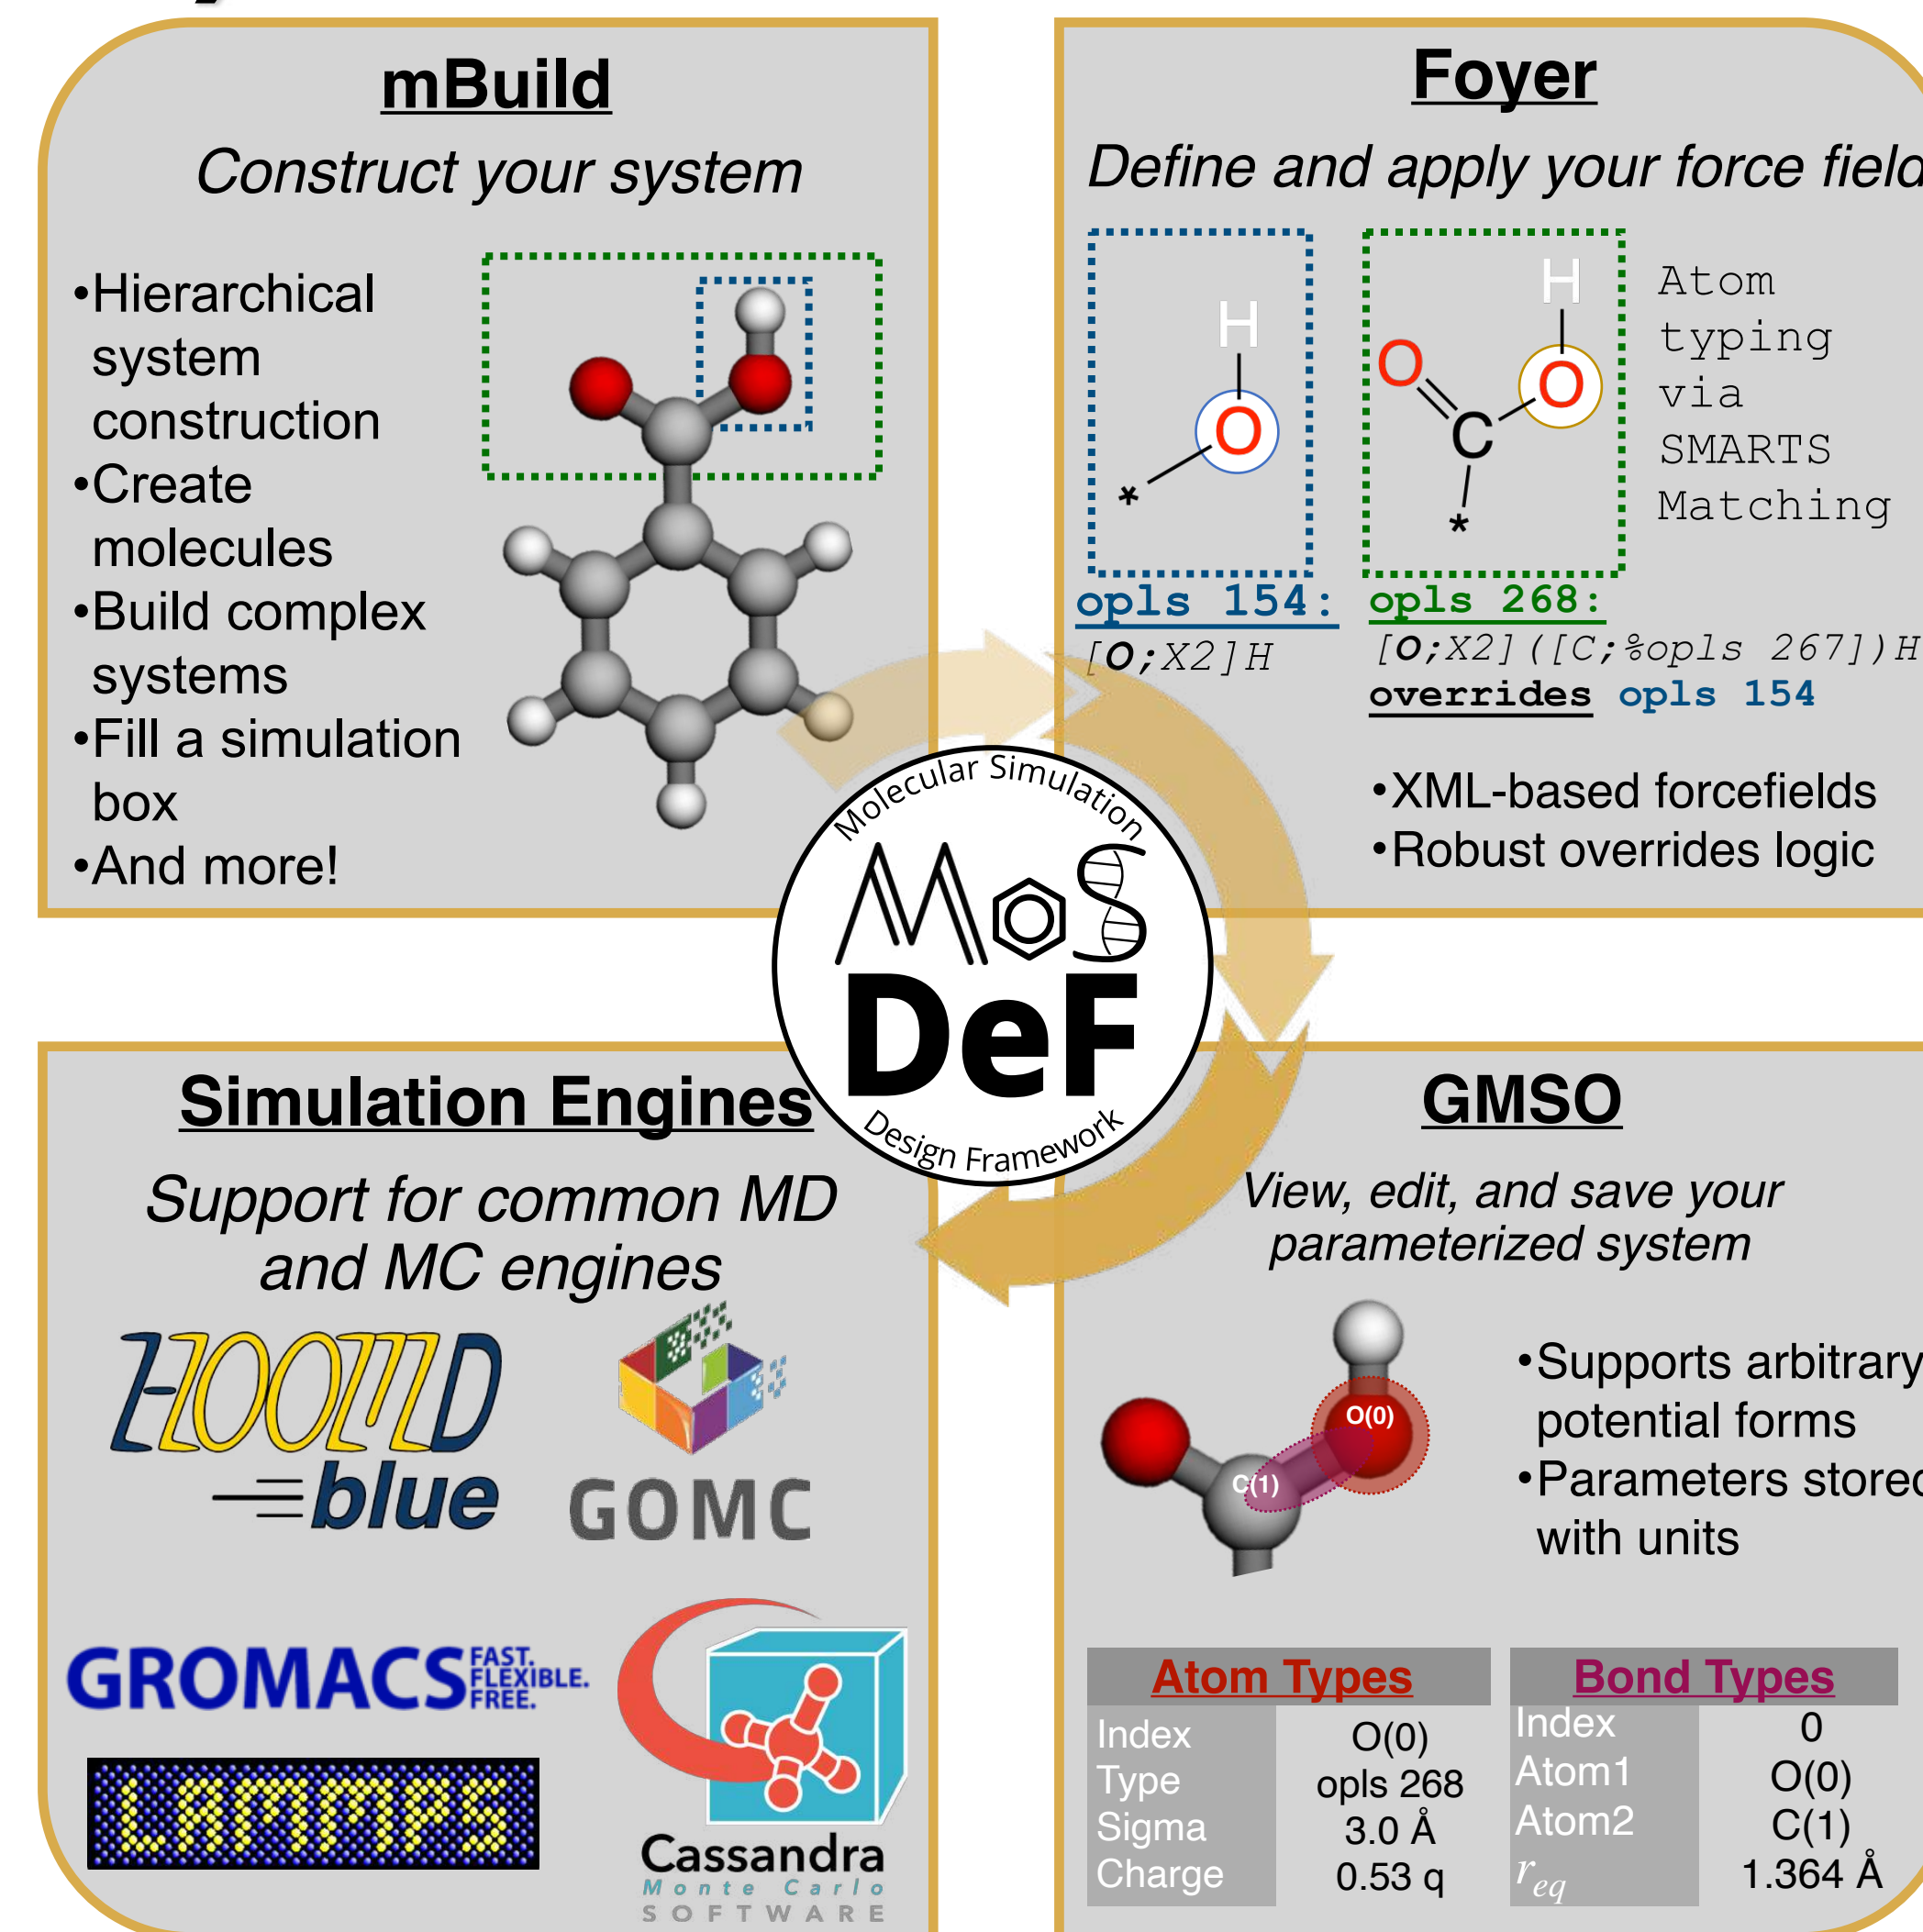 mBuild
Construct your system
•Hierarchical
system
construction
•Create
molecules
•Build complex
systems
•Fill a simulation
box
•And more!
Foyer
Define and apply your force field
H
O
*
H
O
O
C
*
Atom
typing
via
SMARTS
Matching
opls 154:
[O;X2]H
opls 268:
[O;X2]([C;%opls 267])H
overrides opls 154
•XML-based forcefields
•Robust overrides logic
Molecular Simulation
MoS
DeF
Design Framework
Simulation Engines
Support for common MD
and MC engines
HOOMD
blue
GOMC
GROMACS
FAST.
FLEXIBLE.
FREE.
LAMMPS
Cassandra
Monte Carlo
SOFTWARE
GMSO
View, edit, and save your
parameterized system
O(0)
C(1)
•Supports arbitrary
potential forms
•Parameters stored
with units
Atom Types
Index O(0)
Type opls 268
Sigma 3.0 Å
Charge 0.53 q
Bond Types
Index 0
Atom1 O(0)
Atom2 C(1)
req 1.364 Å